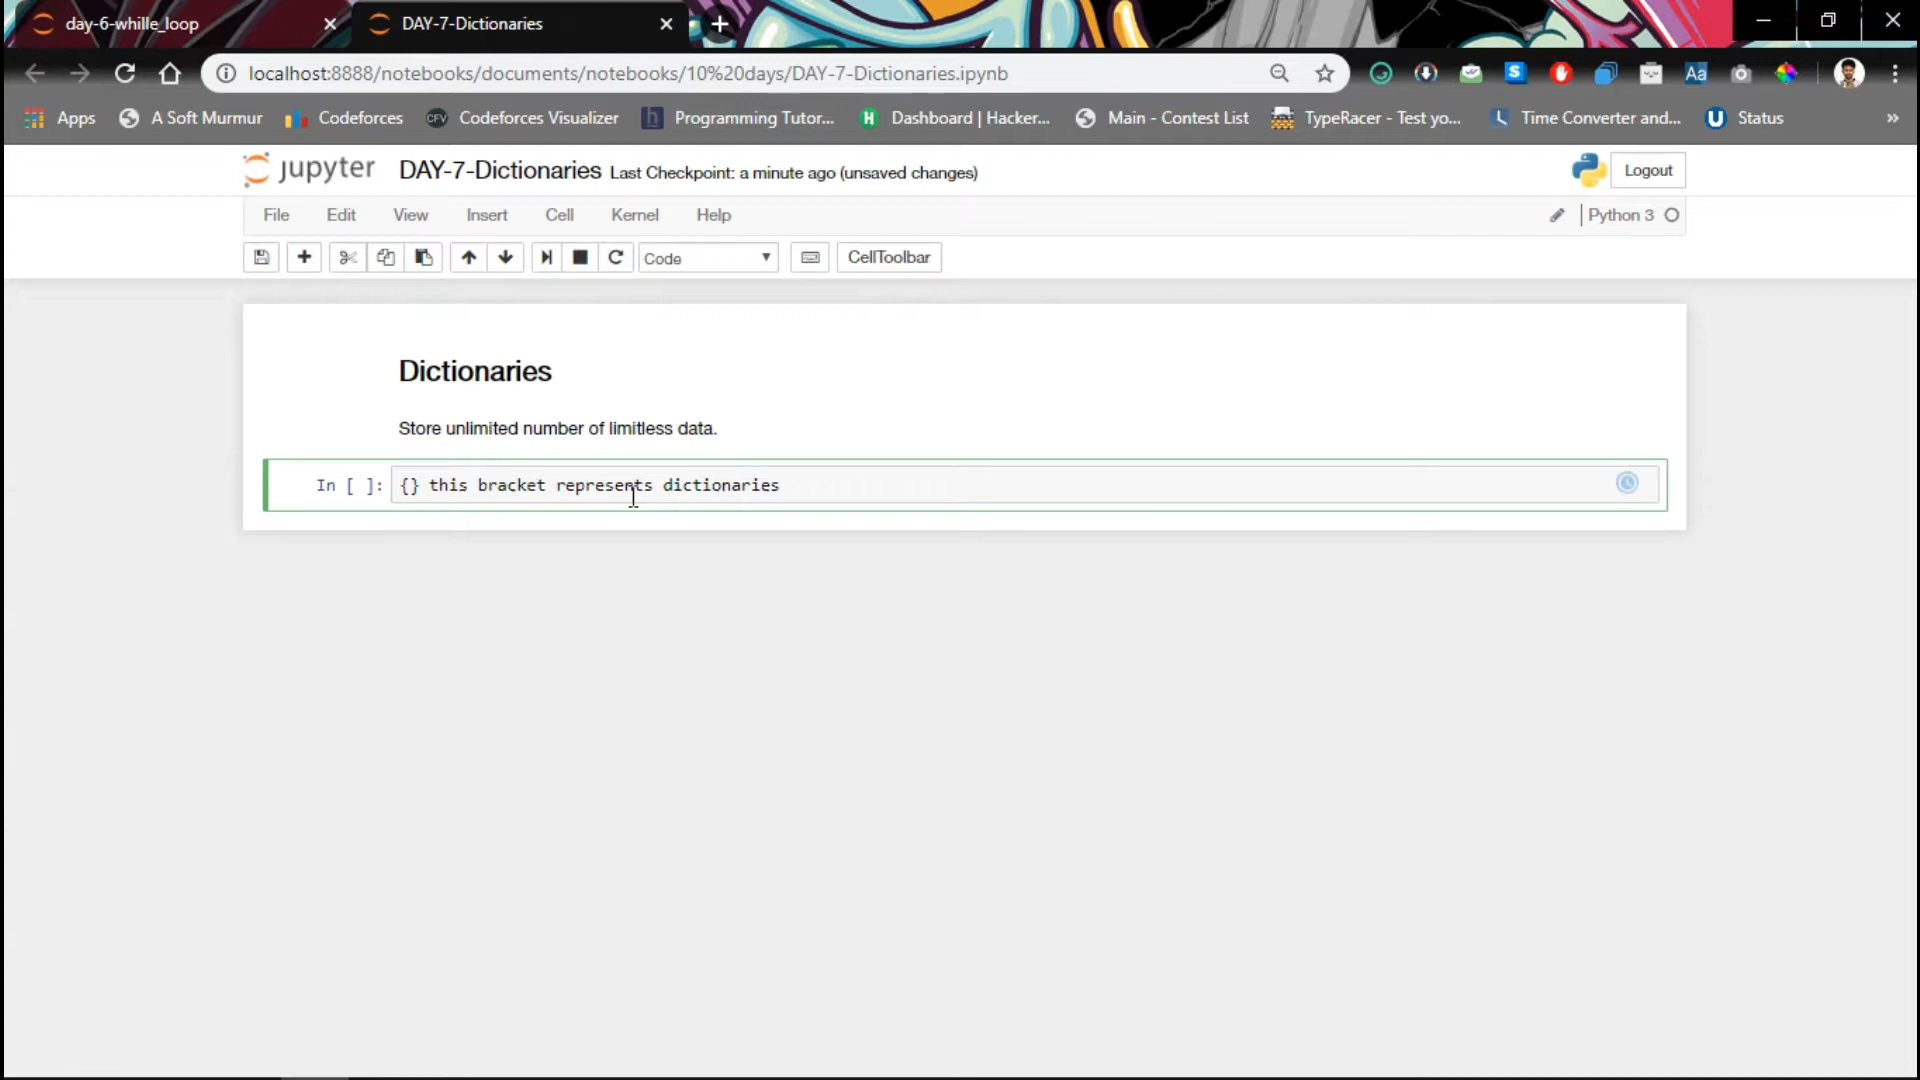 day-6-whille_loop
DAY-7-Dictionaries
localhost:8888/notebooks/documents/notebooks/10%20days/DAY-7-Dictionaries.ipynb
Apps A Soft Murmur Codeforces CFV Codeforces Visualizer h Programming Tutor... H Dashboard | Hacker... Main - Contest List TypeRacer - Test yo... Time Converter and... U Status »
jupyter DAY-7-Dictionaries Last Checkpoint: a minute ago (unsaved changes) Logout
File Edit View Insert Cell Kernel Help Python 3
Code CellToolbar
Dictionaries
Store unlimited number of limitless data.
In [ ]: {} this bracket represents dictionaries